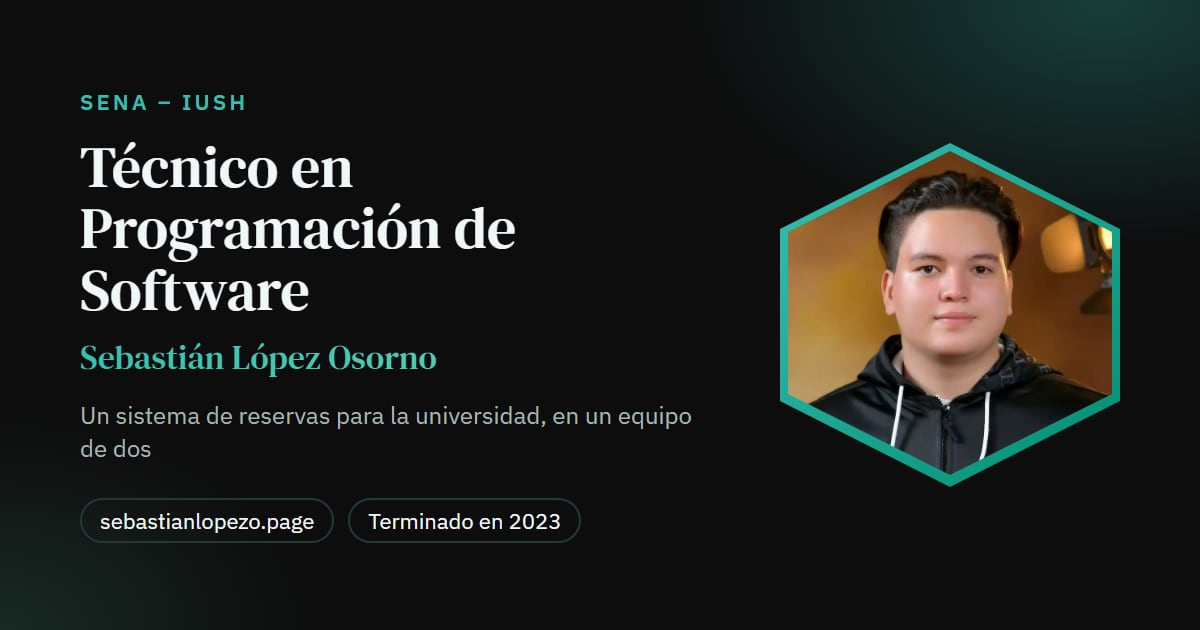 SENA – IUSH
Técnico en
Programación de
Software
Sebastián López Osorno
Un sistema de reservas para la universidad, en un equipo
de dos
sebastianlopezo.page
Terminado en 2023